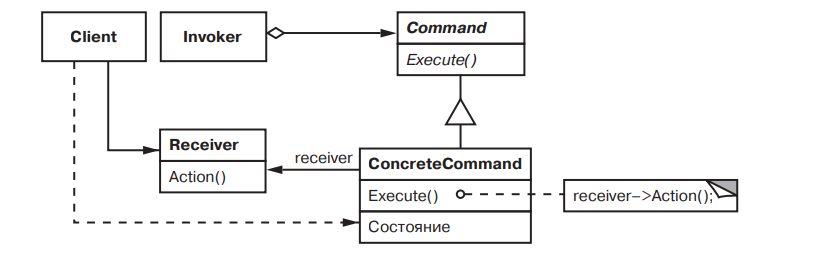 Client
Invoker
Command
Execute()
Receiver
Action()
receiver
ConcreteCommand
Execute()
receiver–>Action();
Состояние